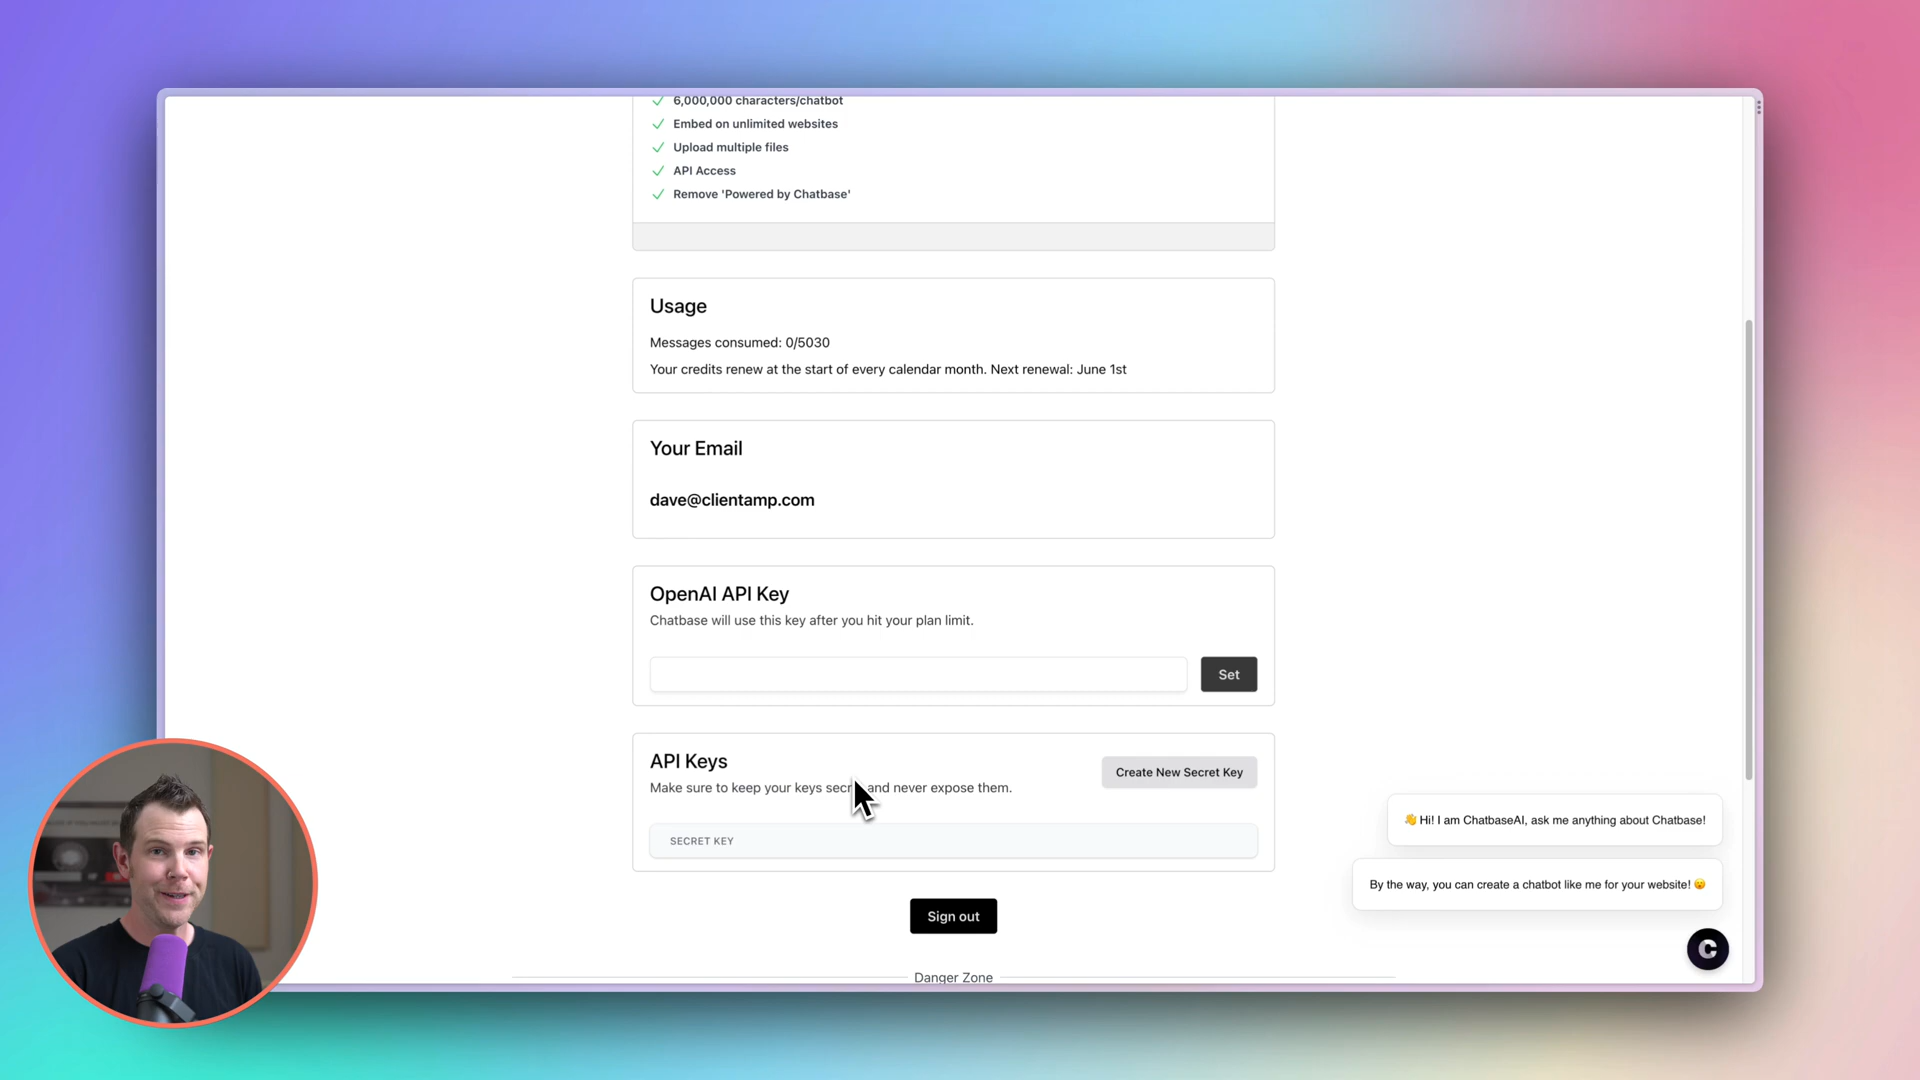 6,000,000 characters/chatbot
Embed on unlimited websites
Upload multiple files
API Access
Remove 'Powered by Chatbase'
Usage
Messages consumed: 0/5030
Your credits renew at the start of every calendar month. Next renewal: June 1st
Your Email
dave@clientamp.com
OpenAI API Key
Chatbase will use this key after you hit your plan limit.
Set
API Keys
Create New Secret Key
Make sure to keep your keys secr and never expose them.
SECRET KEY
👋 Hi! I am ChatbaseAI, ask me anything about Chatbase!
By the way, you can create a chatbot like me for your website! 😮
C
Sign out
Danger Zone